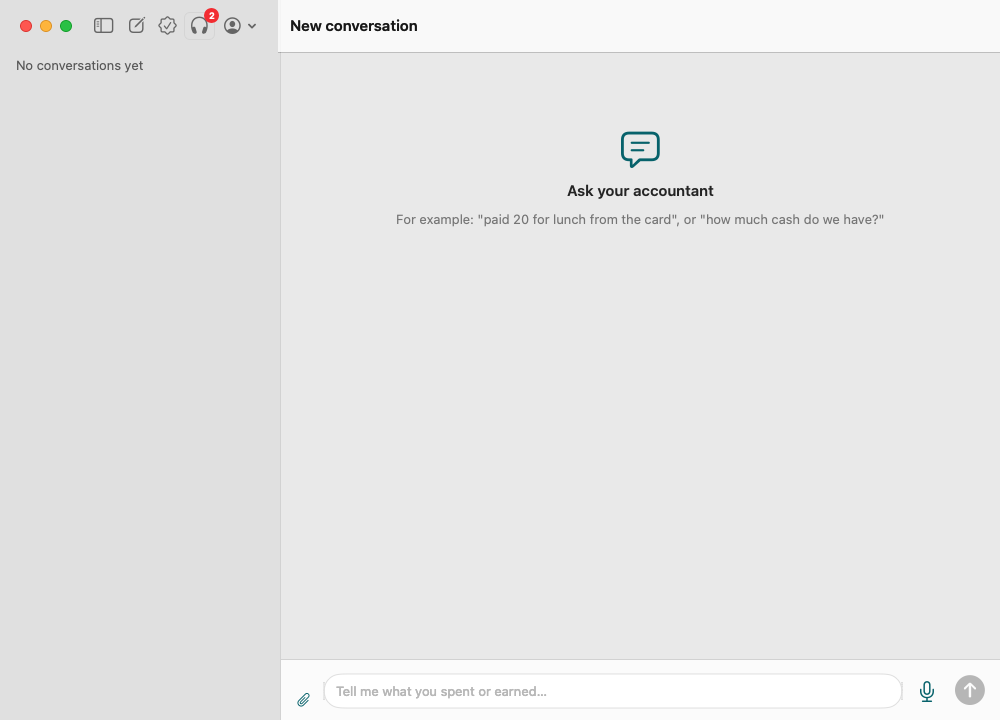 2
New conversation
No conversations yet
Ask your accountant
For example: "paid 20 for lunch from the card", or "how much cash do we have?"
Tell me what you spent or earned...